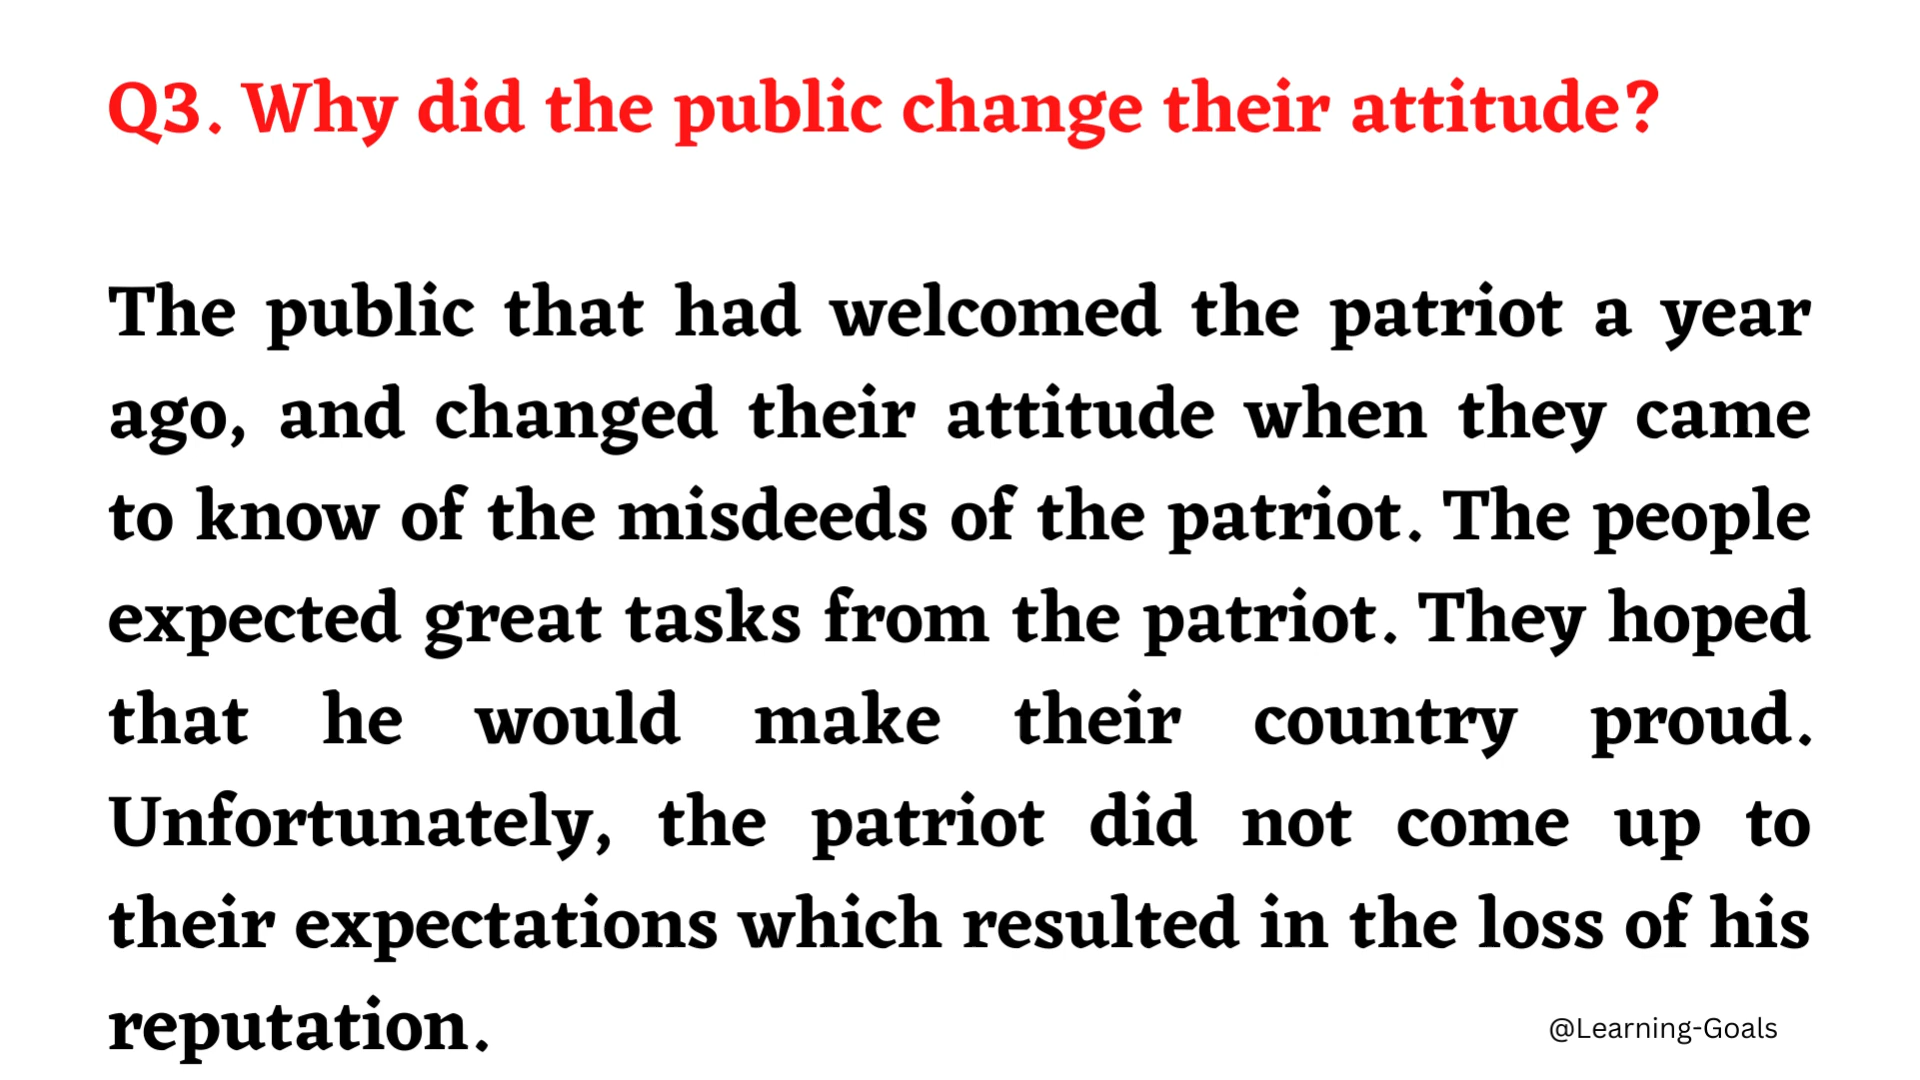 Q3. Why did the public change their attitude?
The public that had welcomed the patriot a year
ago, and changed their attitude when they came
to know of the misdeeds of the patriot. The people
expected great tasks from the patriot. They hoped
that he would make their country proud.
Unfortunately, the patriot did not come up to
their expectations which resulted in the loss of his
reputation.
@Learning-Goals